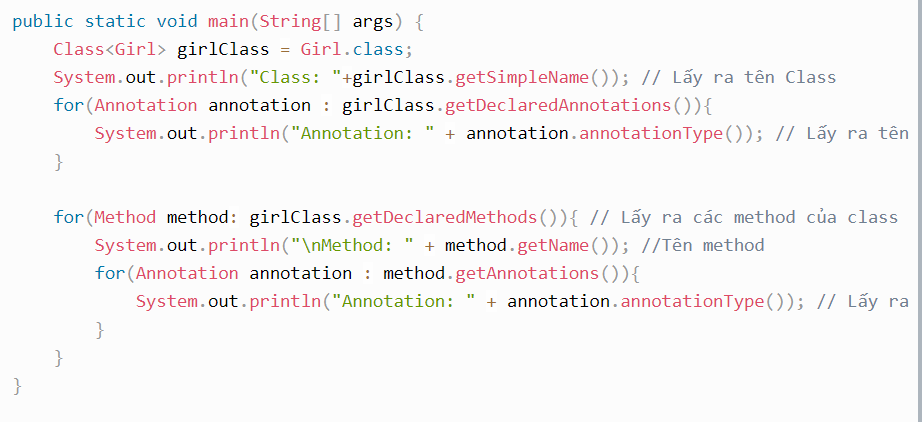 public static void main(String[] args) {
    Class<Girl> girlClass = Girl.class;
    System.out.println("Class: "+girlClass.getSimpleName()); // Lấy ra tên Class
    for(Annotation annotation : girlClass.getDeclaredAnnotations()){
        System.out.println("Annotation: " + annotation.annotationType()); // Lấy ra tên
    }

    for(Method method: girlClass.getDeclaredMethods()){ // Lấy ra các method của class
        System.out.println("\nMethod: " + method.getName()); //Tên method
        for(Annotation annotation : method.getAnnotations()){
            System.out.println("Annotation: " + annotation.annotationType()); // Lấy ra
        }
    }
}